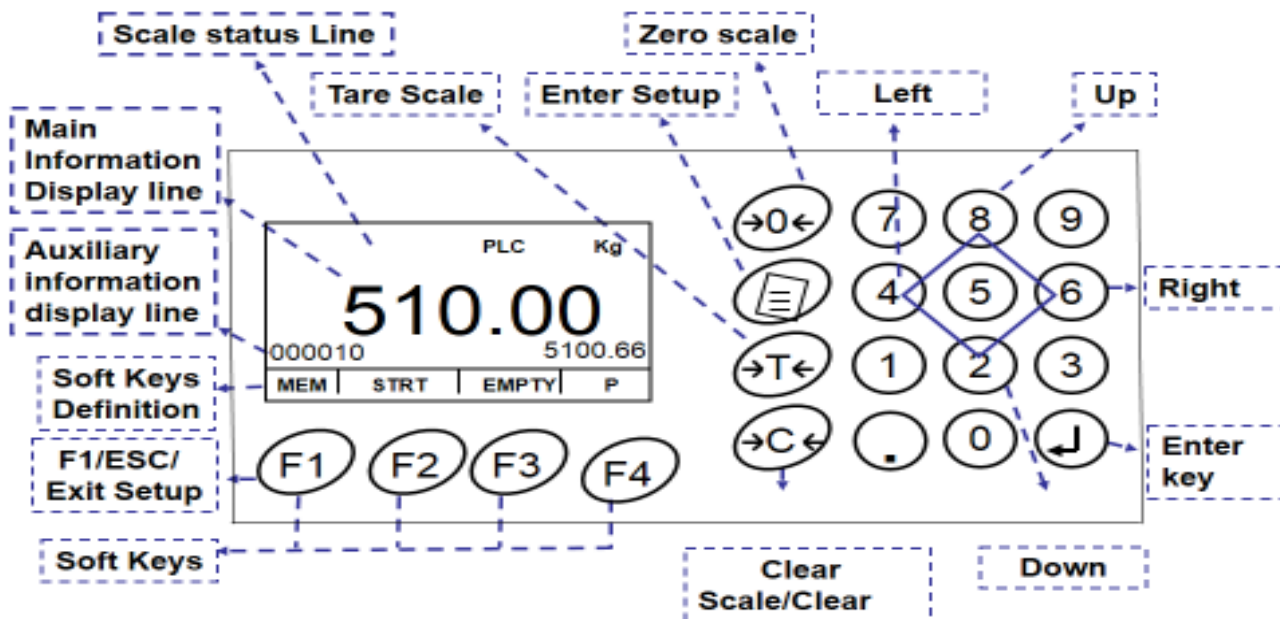 Scale status Line
Zero scale
Tare Scale
Enter Setup
Left
Up
Main
Information
Display line
Auxiliary
information
display line
Soft Keys
Definition
F1/ESC/
Exit Setup
Soft Keys
PLC Kg
510.00
000010 5100.66
MEM STRT EMPTY P
F1 F2 F3 F4
→0← 7 8 9
4 5 6
→T← 1 2 3
→C← . 0 ↵
Right
Enter
key
Clear
Scale/Clear
Down